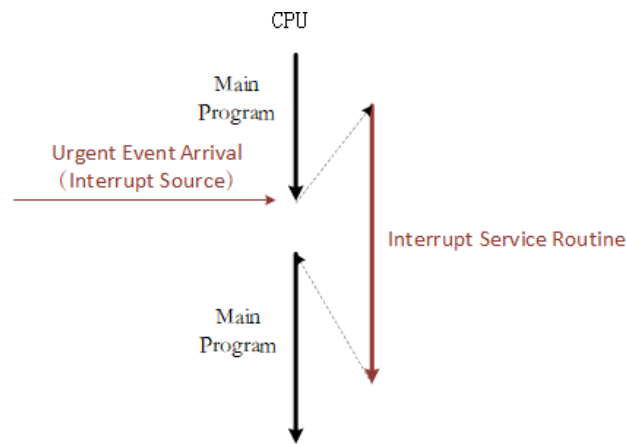 CPU
Main
Program
Urgent Event Arrival
（Interrupt Source）
Interrupt Service Routine
Main
Program